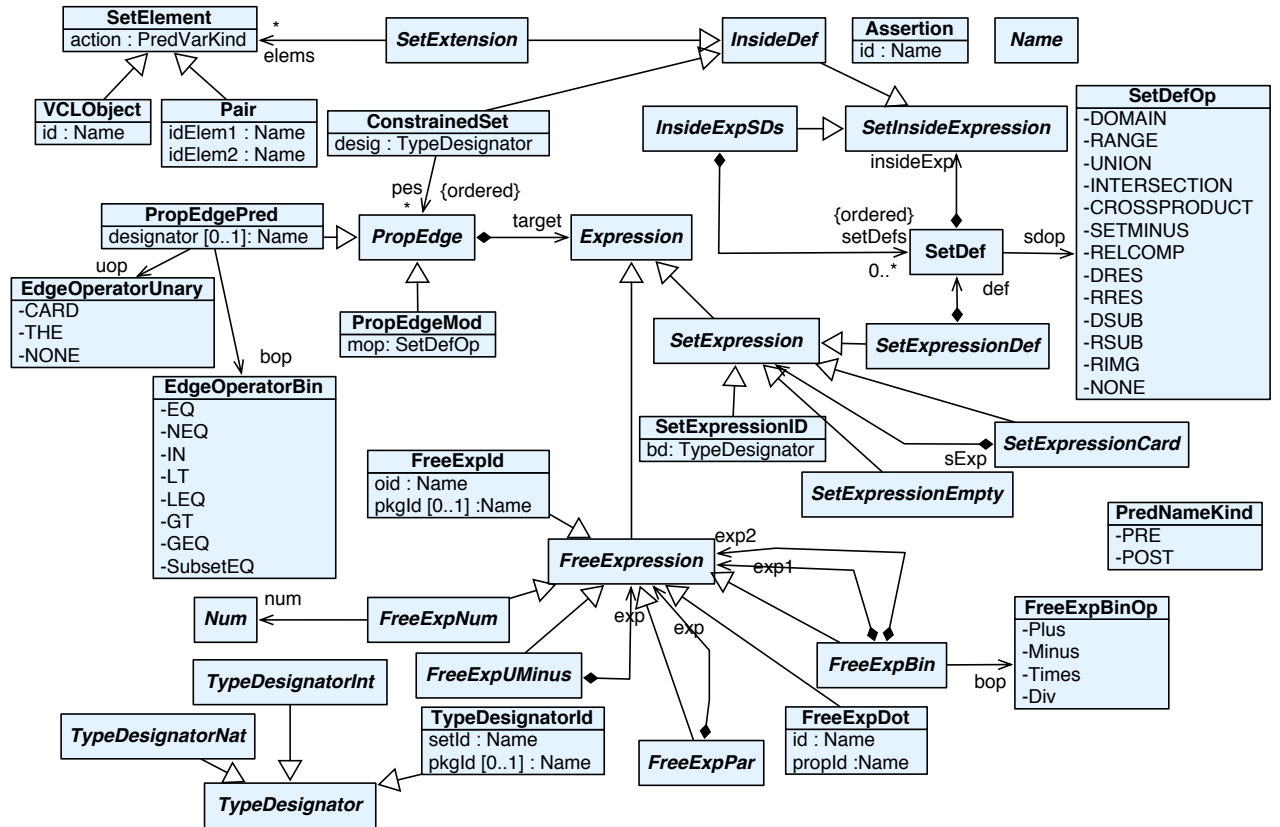 SetElement
action : PredVarKind
*
elems
SetExtension
InsideDef
Assertion
id : Name
Name
VCLObject
id : Name
Pair
idElem1 : Name
idElem2 : Name
ConstrainedSet
desig : TypeDesignator
InsideExpSDs
SetInsideExpression
insideExp
SetDefOp
-DOMAIN
-RANGE
-UNION
-INTERSECTION
-CROSSPRODUCT
-SETMINUS
-RELCOMP
-DRES
-RRES
-DSUB
-RSUB
-RIMG
-NONE
pes
*
{ordered}
PropEdgePred
designator [0..1]: Name
PropEdge
target
Expression
{ordered}
setDefs
0..*
SetDef
sdop
def
uop
EdgeOperatorUnary
-CARD
-THE
-NONE
PropEdgeMod
mop: SetDefOp
SetExpression
SetExpressionDef
bop
EdgeOperatorBin
-EQ
-NEQ
-IN
-LT
-LEQ
-GT
-GEQ
-SubsetEQ
SetExpressionID
bd: TypeDesignator
sExp
SetExpressionCard
SetExpressionEmpty
FreeExpId
oid : Name
pkgId [0..1] :Name
PredNameKind
-PRE
-POST
FreeExpression
exp2
exp1
Num
num
FreeExpNum
exp
exp
FreeExpUMinus
FreeExpBin
bop
FreeExpBinOp
-Plus
-Minus
-Times
-Div
TypeDesignatorInt
TypeDesignatorNat
TypeDesignatorId
setId : Name
pkgId [0..1] : Name
FreeExpPar
FreeExpDot
id : Name
propId :Name
TypeDesignator